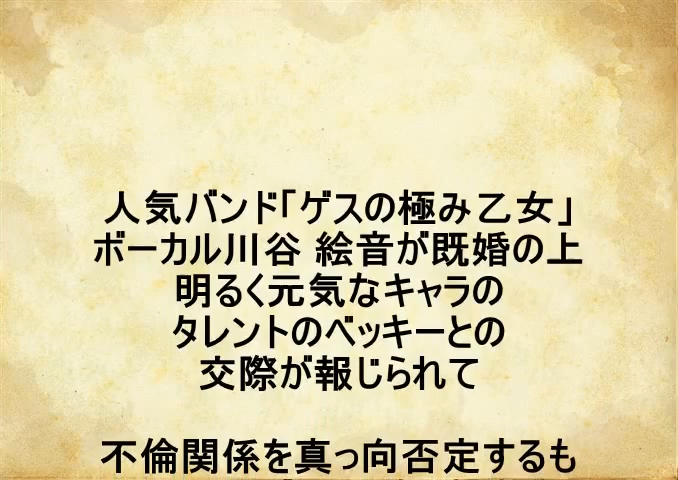 人気バンド「ゲスの極み乙女」
ボーカル川谷 絵音が既婚の上
明るく元気なキャラの
タレントのベッキーとの
交際が報じられて
不倫関係を真っ向否定するも